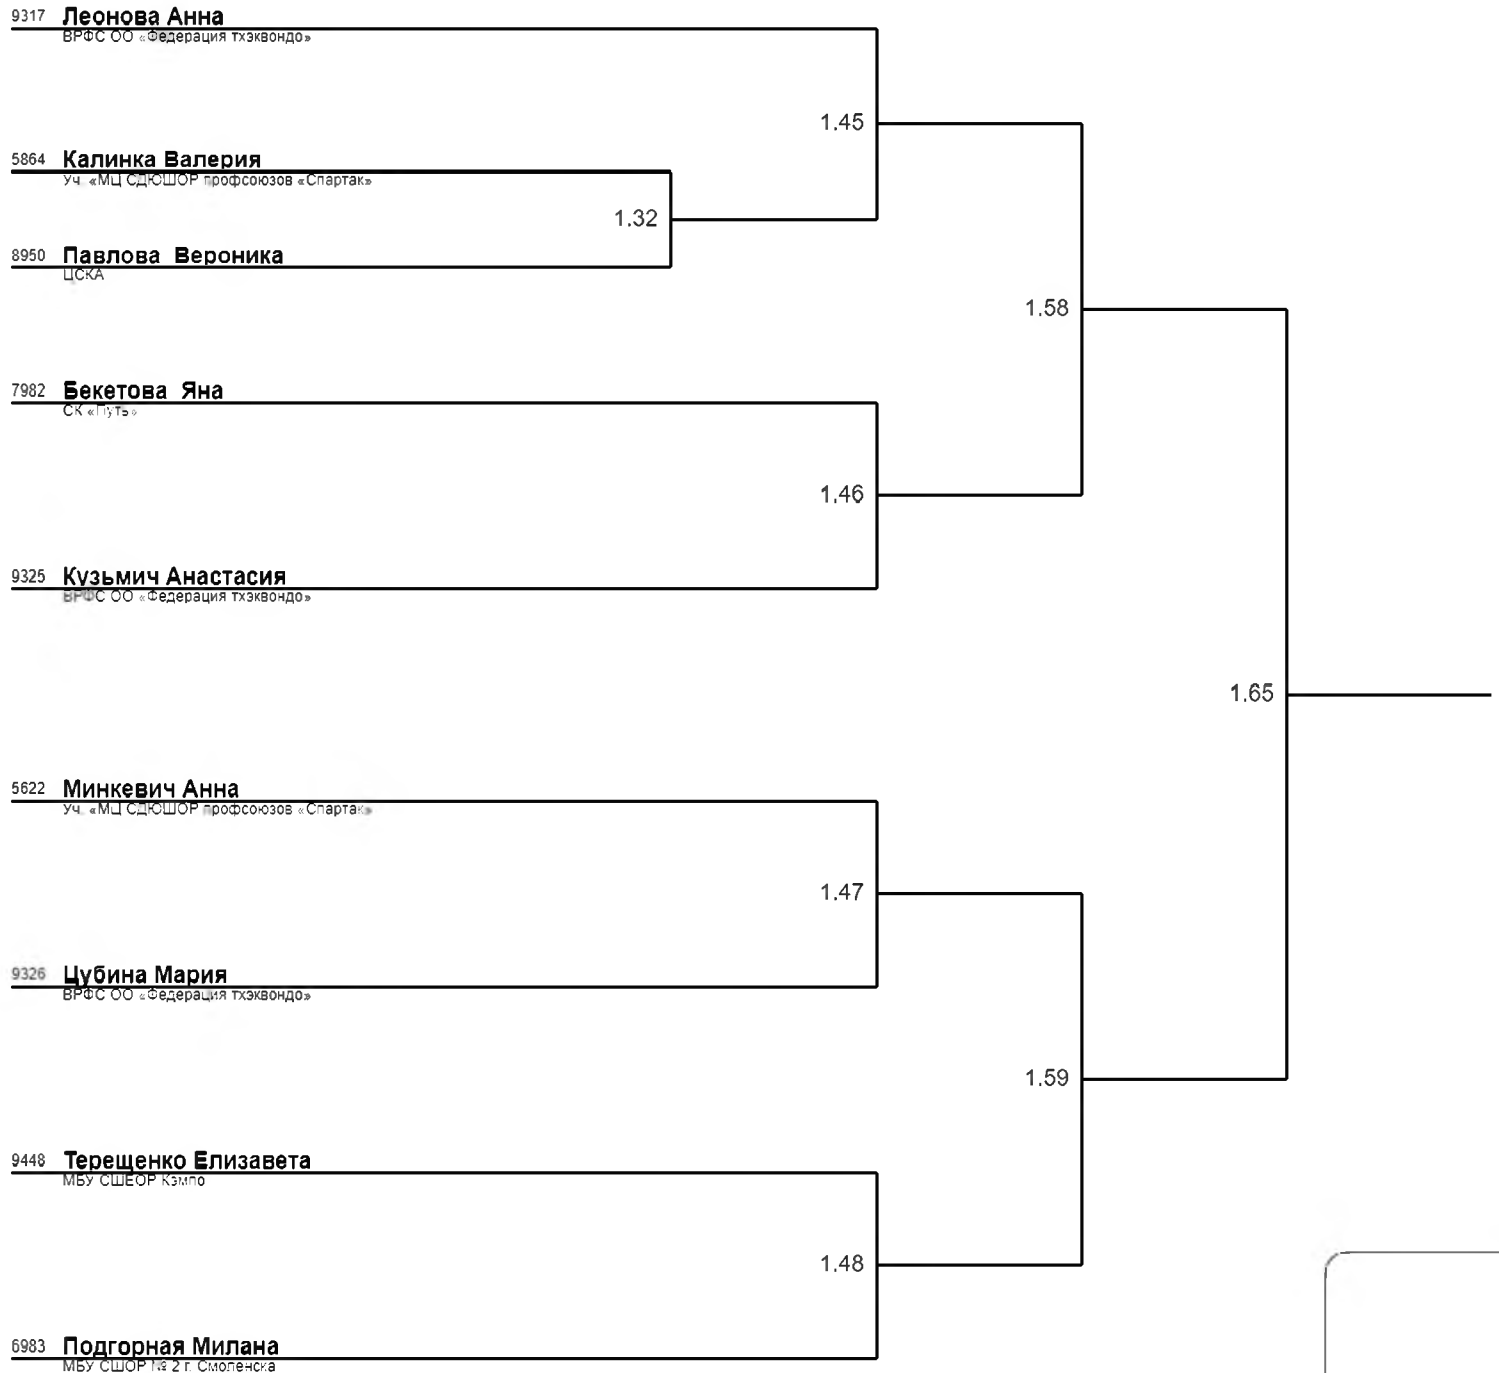 9317 Леонова Анна
ВРФС ОО «Федерация тхэквондо»
1.45
5864 Калинка Валерия
Уч. «МЦ СДЮШОР профсоюзов «Спартак»
1.32
8950 Павлова Вероника
ЦСКА
1.58
7982 Бекетова Яна
СК «Путь»
1.46
9325 Кузьмич Анастасия
ВРФС ОО «Федерация тхэквондо»
1.65
5622 Минкевич Анна
Уч. «МЦ СДЮШОР профсоюзов «Спартак»
1.47
9326 Цубина Мария
ВРФС ОО «Федерация тхэквондо»
1.59
9448 Терещенко Елизавета
МБУ СШЕОР Кэмпо
1.48
6983 Подгорная Милана
МБУ СШОР № 2 г. Смоленска